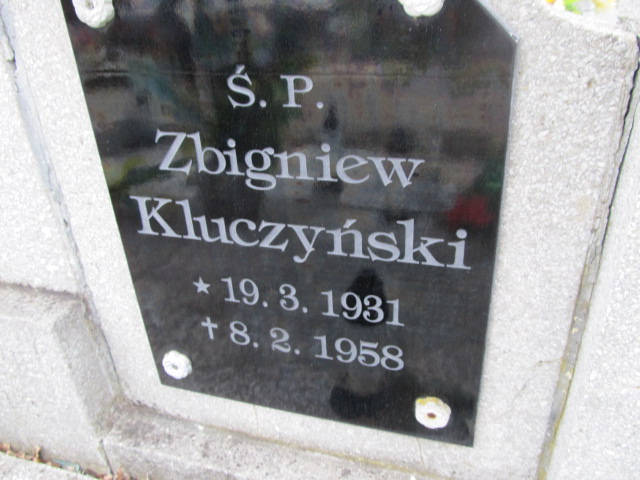 Ś. P.
Zbigniew
Kluczyński
★ 19. 3. 1931
✝ 8. 2. 1958